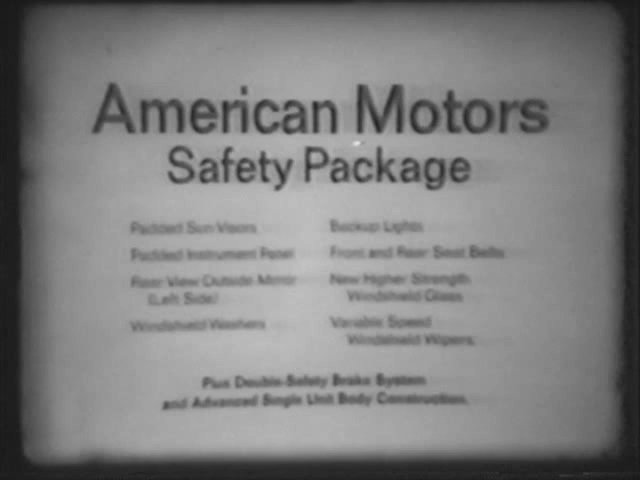 American Motors
Safety Package
Padded Sun Visors
Padded Instrument Panel
Rear View Outside Mirror
(Left Side)
Windshield Washers
Backup Lights
Front and Rear Seat Belts
New Higher Strength
Windshield Glass
Variable Speed
Windshield Wipers.
Plus Double-Safety Brake System
and Advanced Single Unit Body Construction.